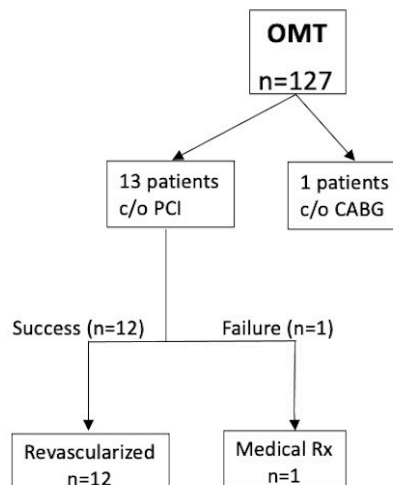 OMT
n=127
13 patients
c/o PCI
1 patients
c/o CABG
Success (n=12)
Failure (n=1)
Revascularized
n=12
Medical Rx
n=1